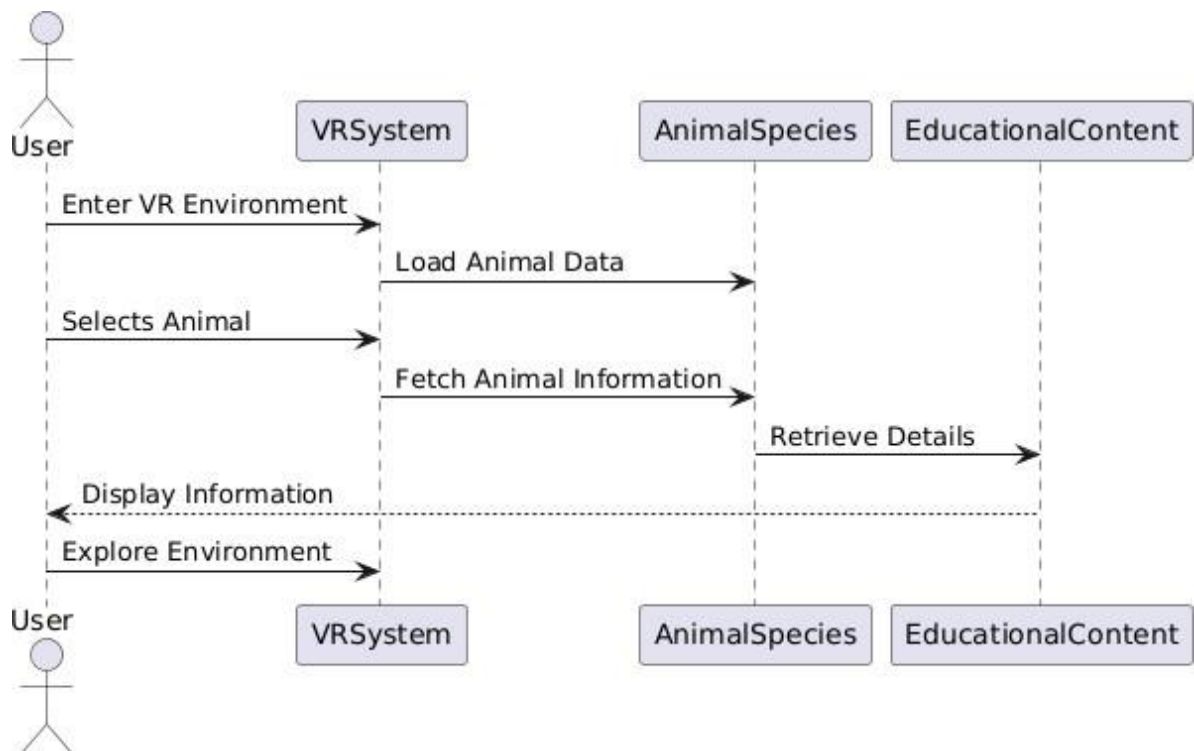 VRSystem AnimalSpecies EducationalContent
User
Enter VR Environment
Load Animal Data
Selects Animal
Fetch Animal Information
Retrieve Details
Display Information
Explore Environment
User
VRSystem AnimalSpecies EducationalContent